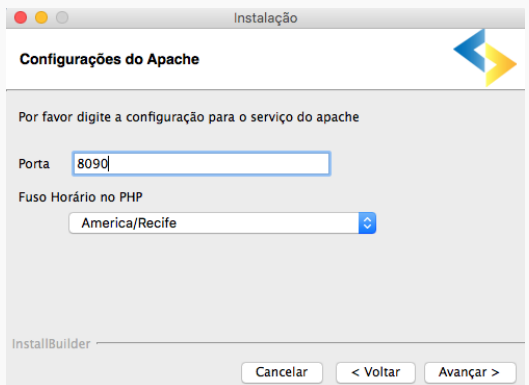 Instalação
Configurações do Apache
Por favor digite a configuração para o serviço do apache
Porta 8090
Fuso Horário no PHP
America/Recife
InstallBuilder
Cancelar < Voltar Avançar >